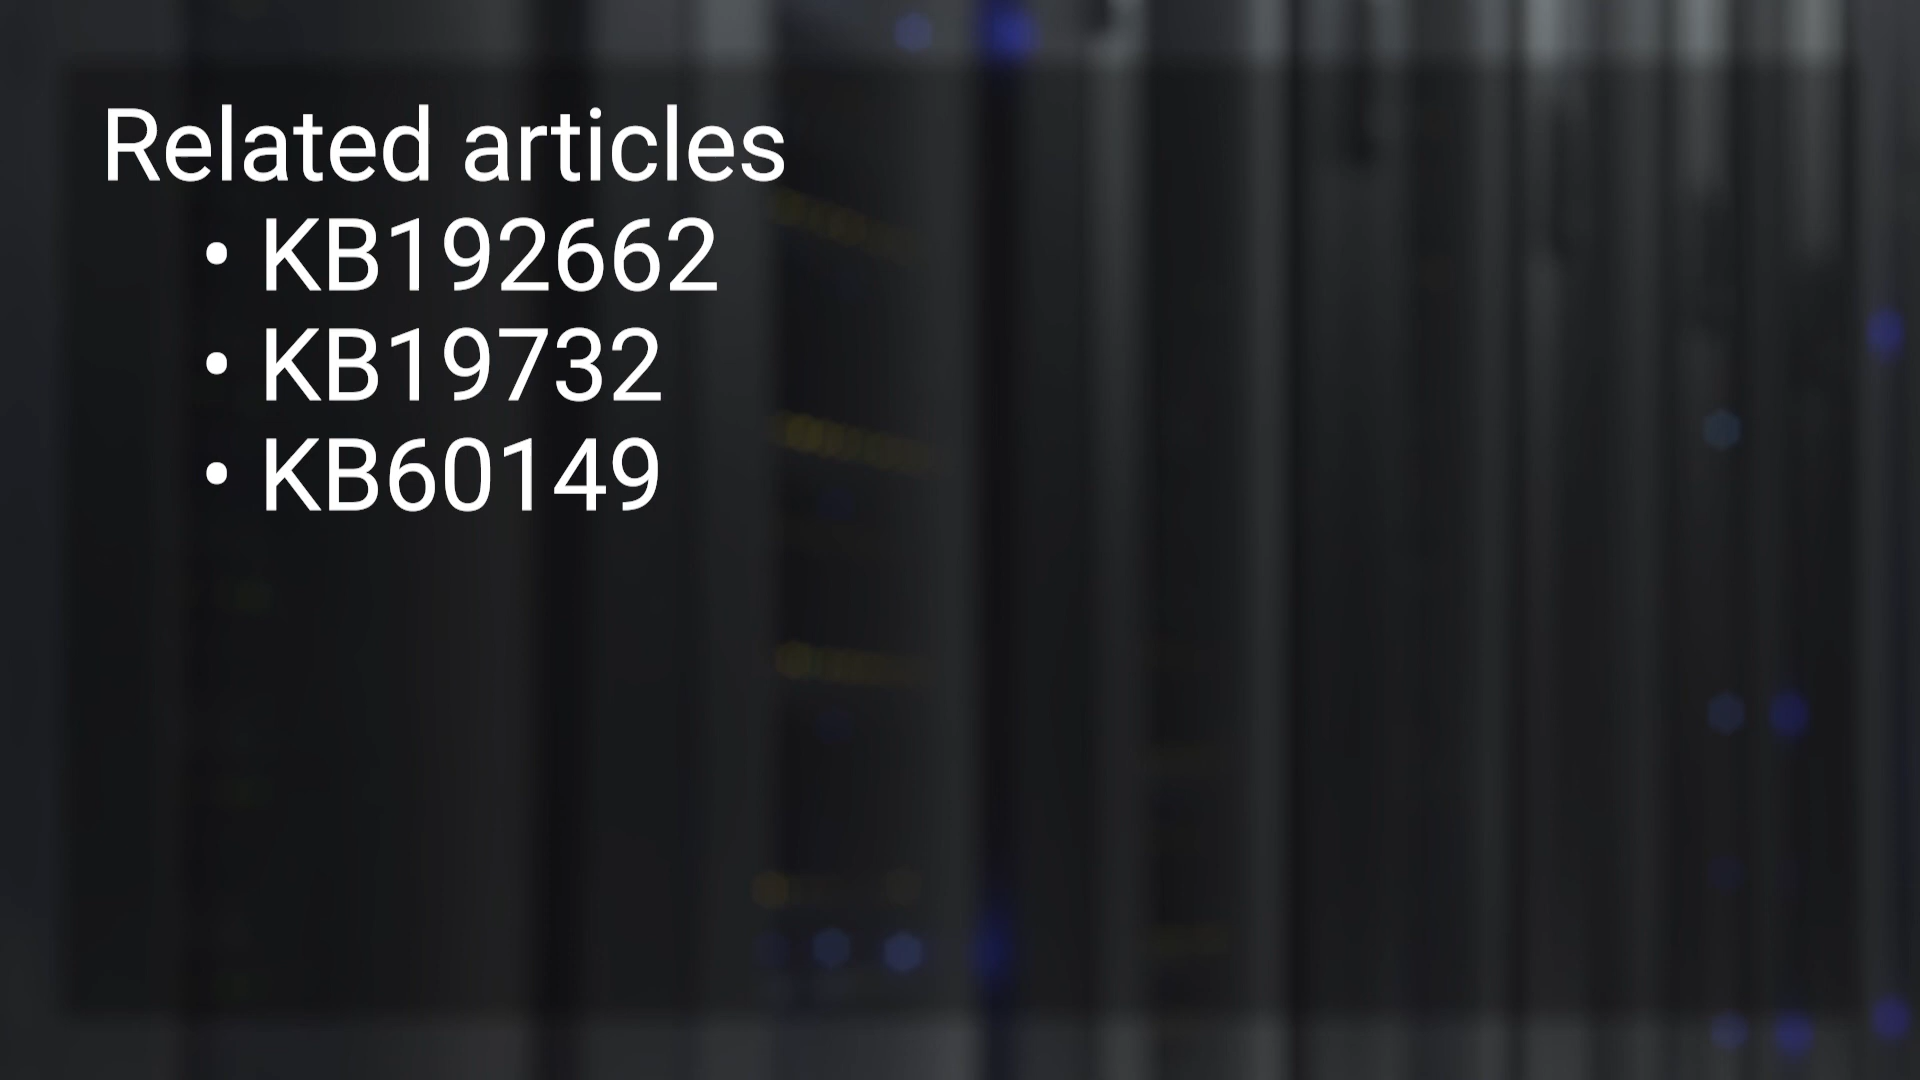 Related articles
• KB192662
• KB19732
• KB60149